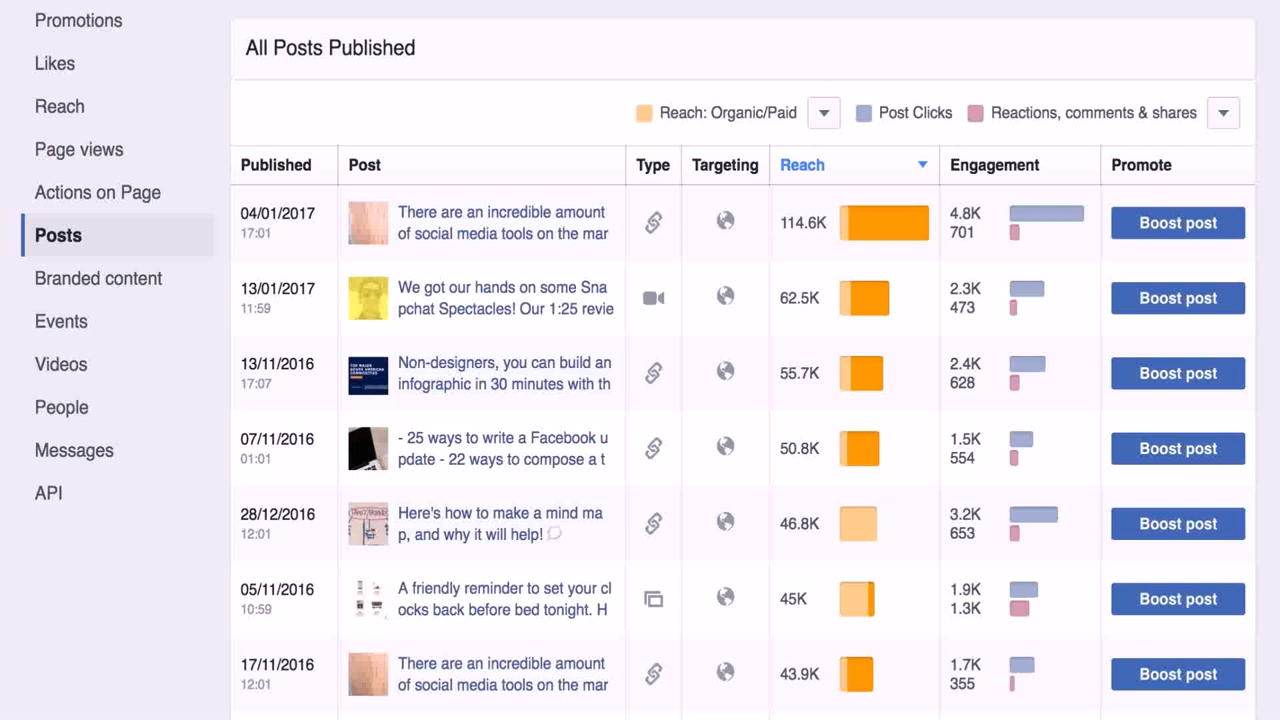 Promotions
Likes
Reach
Page views
Actions on Page
Posts
Branded content
Events
Videos
People
Messages
API
All Posts Published
Reach: Organic/Paid Post Clicks Reactions, comments & shares
Published Post Type Targeting Reach Engagement Promote
04/01/2017
17:01
There are an incredible amount
of social media tools on the mar
114.6K
4.8K
701
Boost post
13/01/2017
11:59
We got our hands on some Sna
pchat Spectacles! Our 1:25 revie
62.5K
2.3K
473
Boost post
13/11/2016
17:07
Non-designers, you can build an
infographic in 30 minutes with th
55.7K
2.4K
628
Boost post
07/11/2016
01:01
- 25 ways to write a Facebook u
pdate - 22 ways to compose a t
50.8K
1.5K
554
Boost post
28/12/2016
12:01
Here's how to make a mind ma
p, and why it will help!
46.8K
3.2K
653
Boost post
05/11/2016
10:59
A friendly reminder to set your cl
ocks back before bed tonight. H
45K
1.9K
1.3K
Boost post
17/11/2016
12:01
There are an incredible amount
of social media tools on the mar
43.9K
1.7K
355
Boost post